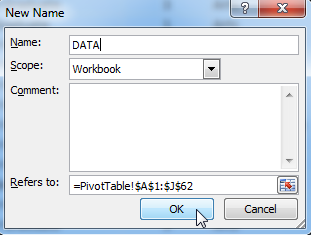 New Name
Name: DATA
Scope: Workbook
Comment:
Refers to: =PivotTable!$A$1:$J$62
OK Cancel